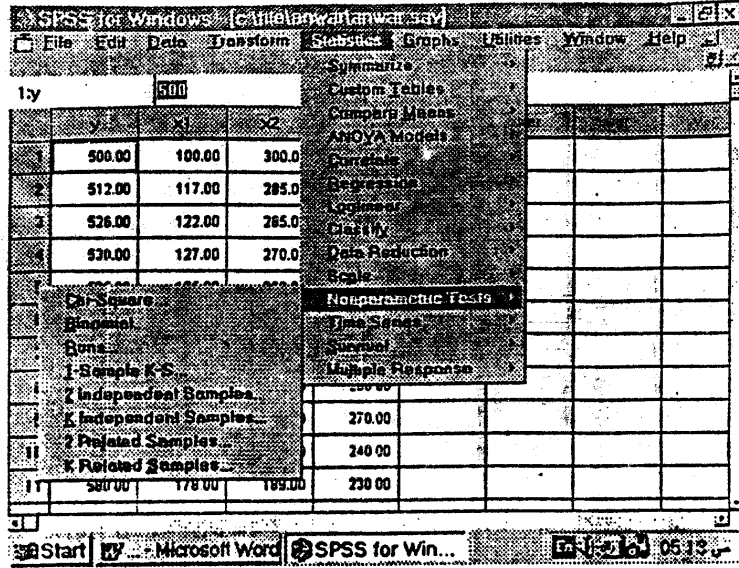 SPSS for Windows - [c:\file\anwar\anwar.sav]
File Edit Data Transform Statistics Graphs Utilities Window Help
1:y 500
y x1 x2
1 500.00 100.00 300.0
2 512.00 117.00 285.0
3 526.00 122.00 265.0
4 530.00 127.00 270.0
270.00
240.00
11 580.00 178.00 189.00 230.00
Summarize
Custom Tables
Compare Means
ANOVA Models
Correlate
Regression
Loglinear
Classify
Data Reduction
Scale
Nonparametric Tests
Time Series
Survival
Multiple Response
Chi-Square...
Binomial...
Runs...
1-Sample K-S...
2 Independent Samples...
K Independent Samples...
2 Related Samples...
K Related Samples...
Start W... - Microsoft Word SPSS for Win... En 05:13 ص